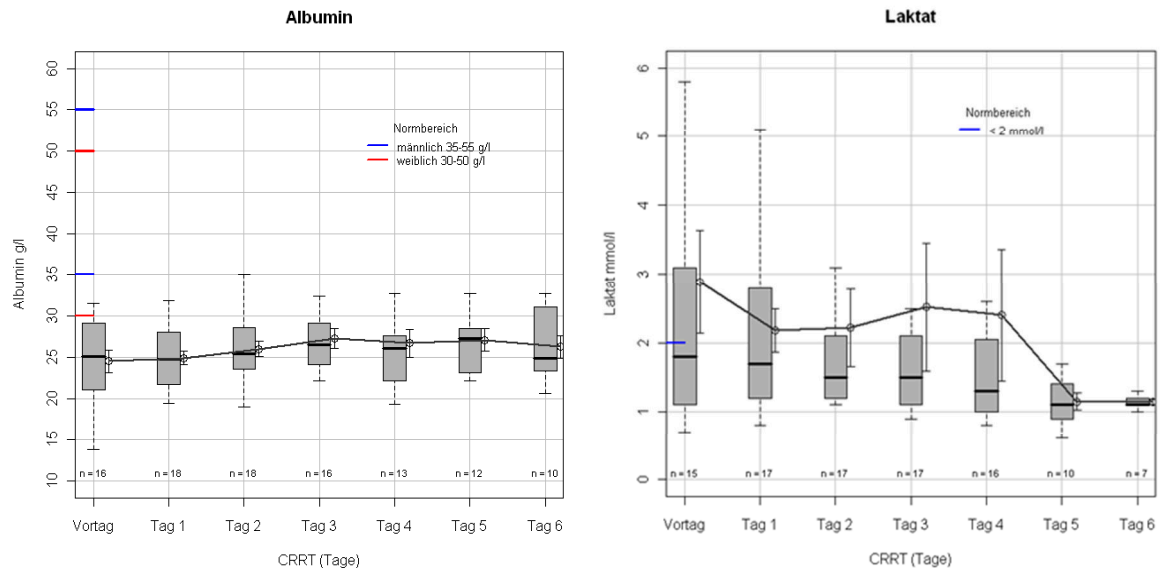 Albumin
60
55
50
45
40
35
30
25
20
15
10
Albumin g/l
Normbereich
männlich 35-55 g/l
weiblich 30-50 g/l
n = 16
n = 18
n = 18
n = 16
n = 13
n = 12
n = 10
Vortag
Tag 1
Tag 2
Tag 3
Tag 4
Tag 5
Tag 6
CRRT (Tage)
Laktat
6
5
4
3
2
1
0
Laktat mmol/l
Normbereich
< 2 mmol/l
n = 15
n = 17
n = 17
n = 17
n = 16
n = 10
n = 7
Vortag
Tag 1
Tag 2
Tag 3
Tag 4
Tag 5
Tag 6
CRRT (Tage)